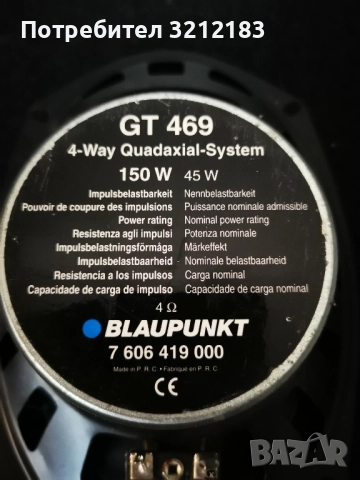 Потребител 3212183
GT 469
4-Way Quadaxial-System
150 W 45 W
Impulsbelastbarkeit Nennbelastbarkeit
Pouvoir de coupure des impulsions Puissance nominale admissible
Power rating Nominal power rating
Resistenza agli impulsi Potenza nominale
Impulsbelastningsförmåga Märkeffekt
Impulsbelastbaarheid Nominale belastbaarheid
Resistencia a los impulsos Carga nominal
Capacidade de carga de impulso Capacidade de carga nominal
4 Ω
BLAUPUNKT
7 606 419 000
Made in P. R. C. • Fabriqué en P. R. C.
CE
BAZAR
bg